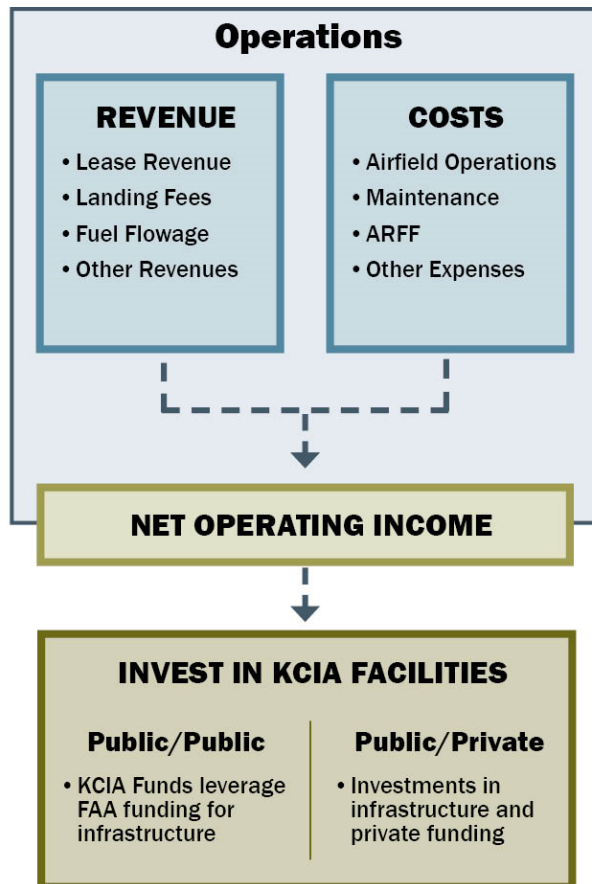 Operations
REVENUE
• Lease Revenue
• Landing Fees
• Fuel Flowage
• Other Revenues
COSTS
• Airfield Operations
• Maintenance
• ARFF
• Other Expenses
NET OPERATING INCOME
INVEST IN KCIA FACILITIES
Public/Public
• KCIA Funds leverage
FAA funding for
infrastructure
Public/Private
• Investments in
infrastructure and
private funding